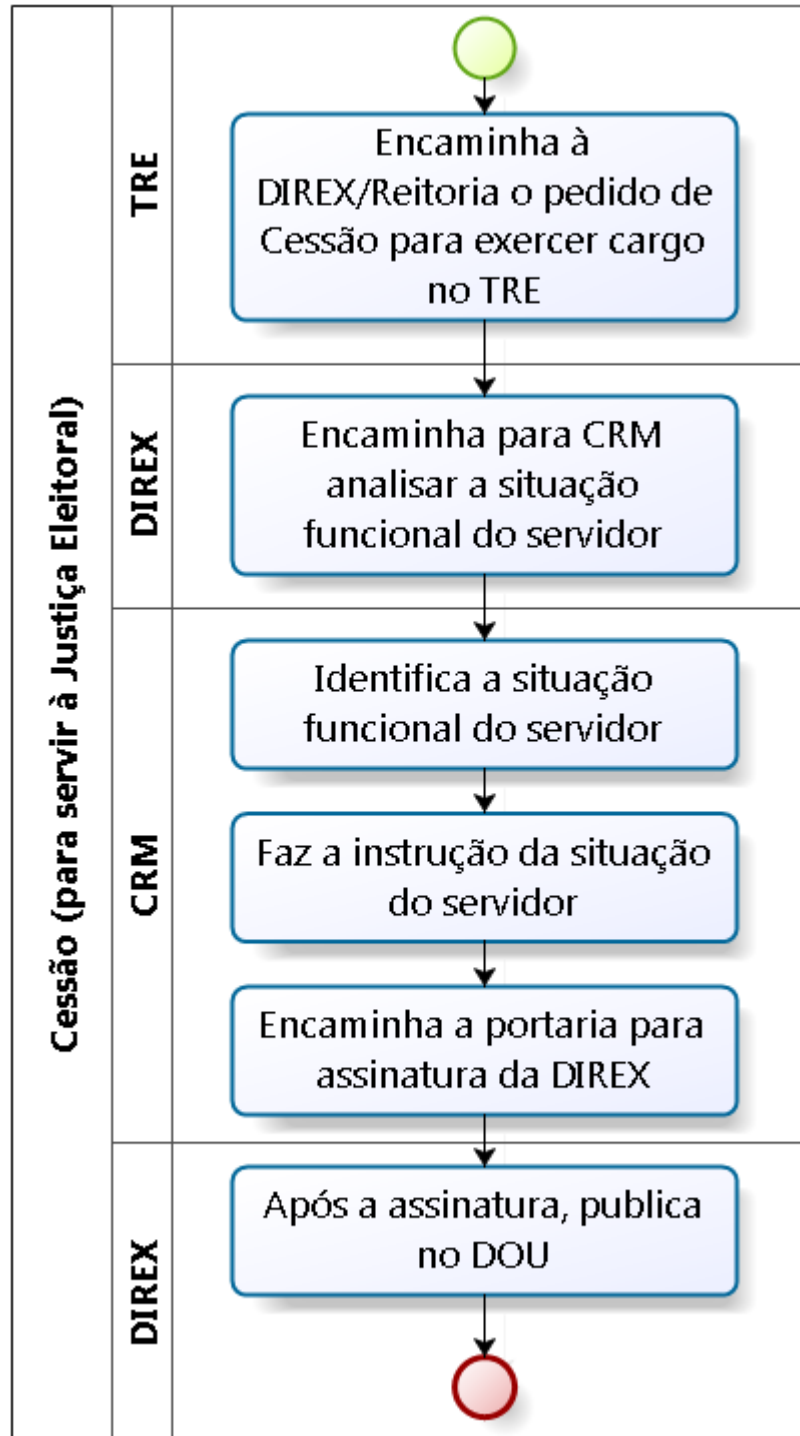 Cessão (para servir à Justiça Eleitoral)
TRE
Encaminha à
DIREX/Reitoria o pedido de
Cessão para exercer cargo
no TRE
DIREX
Encaminha para CRM
analisar a situação
funcional do servidor
CRM
Identifica a situação
funcional do servidor
Faz a instrução da situação
do servidor
Encaminha a portaria para
assinatura da DIREX
DIREX
Após a assinatura, publica
no DOU